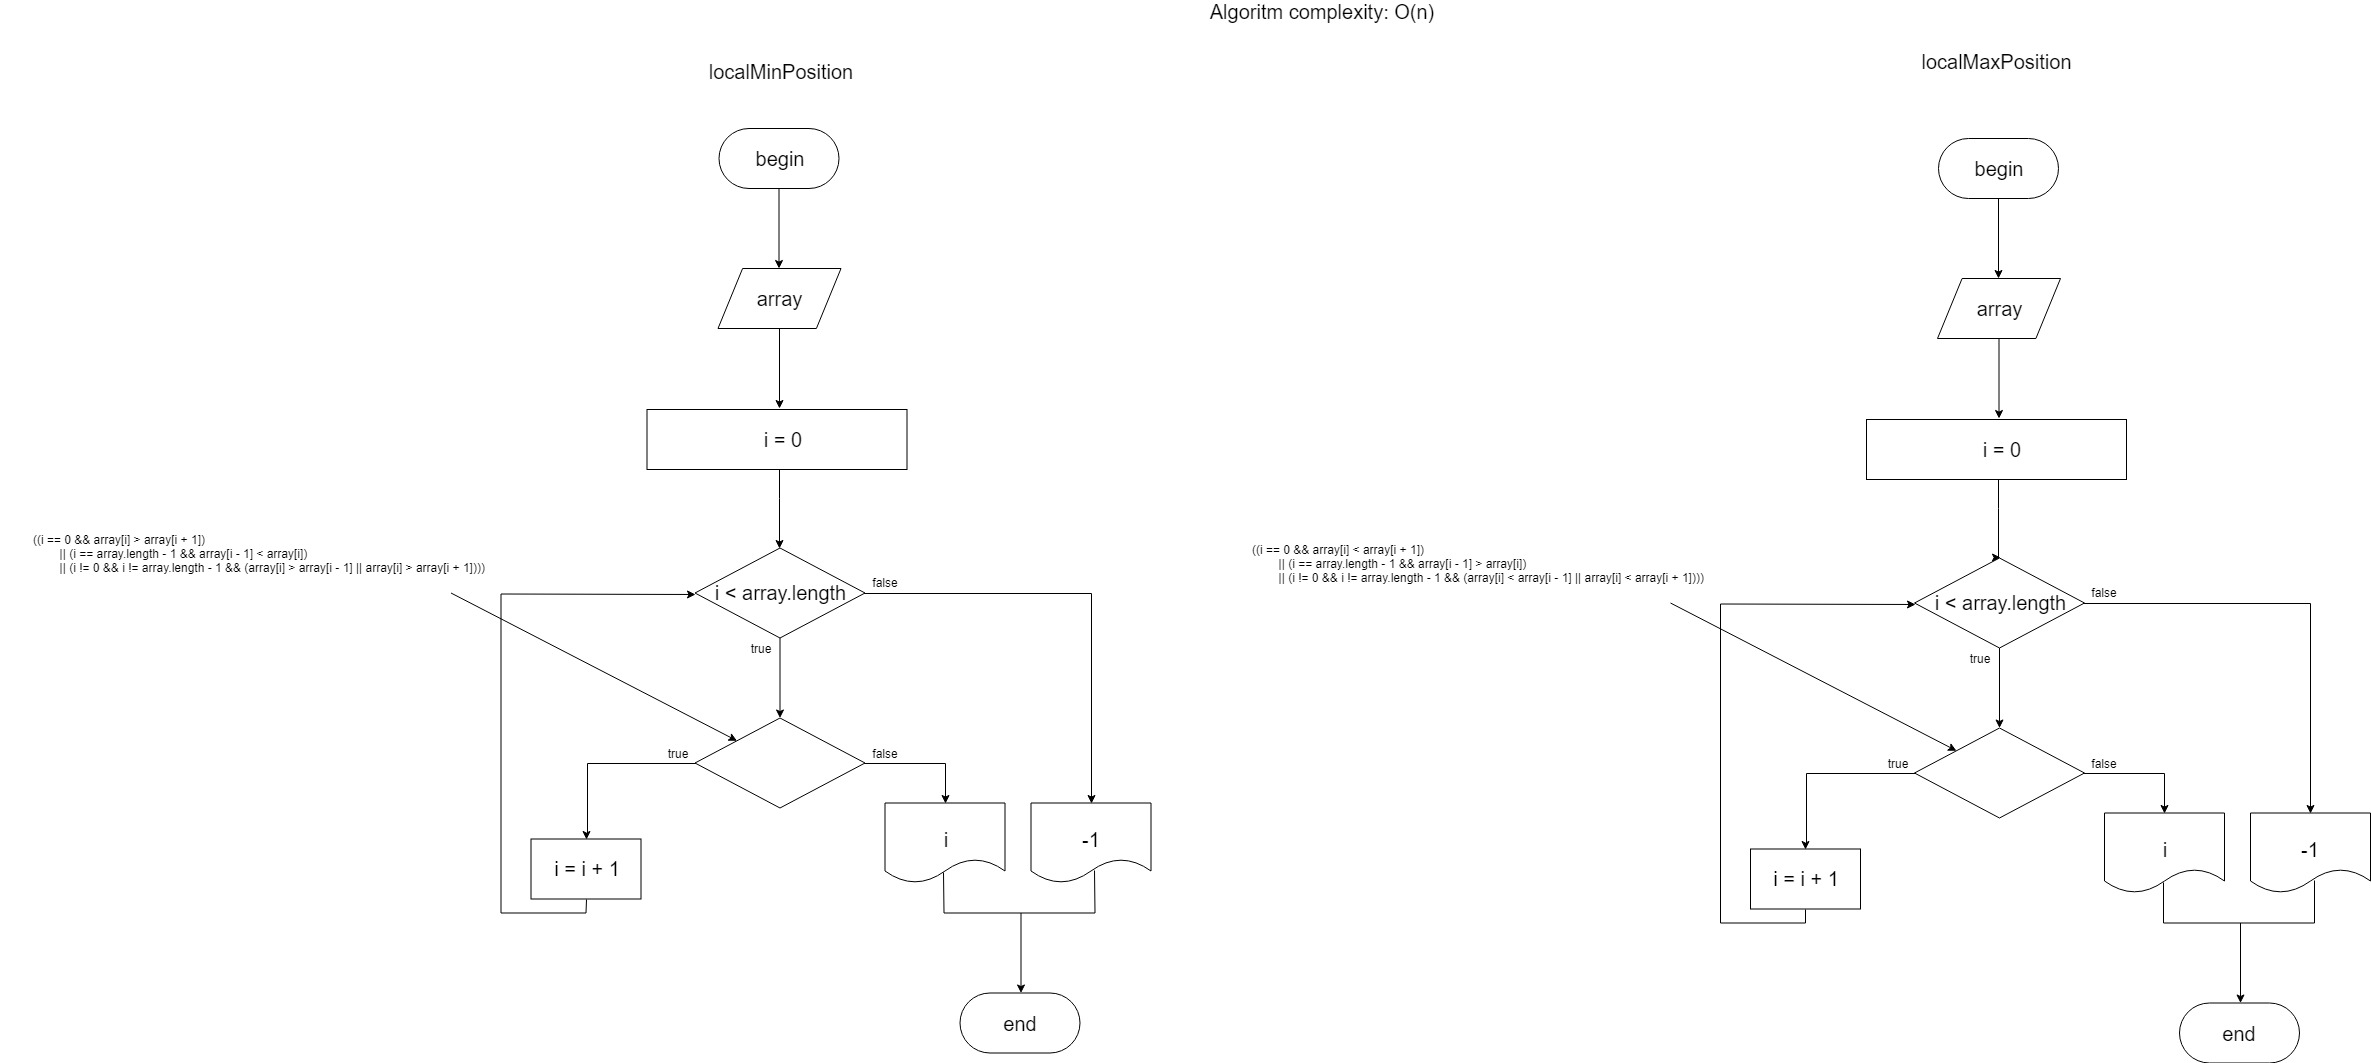 Algoritm complexity: O(n)
localMinPosition
begin
array
i = 0
((i == 0 && array[i] > array[i + 1])
|| (i == array.length - 1 && array[i - 1] < array[i])
|| (i != 0 && i != array.length - 1 && (array[i] > array[i - 1] || array[i] > array[i + 1])))
i < array.length
false
true
true
false
i = i + 1
i
-1
end
localMaxPosition
begin
array
i = 0
((i == 0 && array[i] < array[i + 1])
|| (i == array.length - 1 && array[i - 1] > array[i])
|| (i != 0 && i != array.length - 1 && (array[i] < array[i - 1] || array[i] < array[i + 1])))
i < array.length
false
true
true
false
i = i + 1
i
-1
end